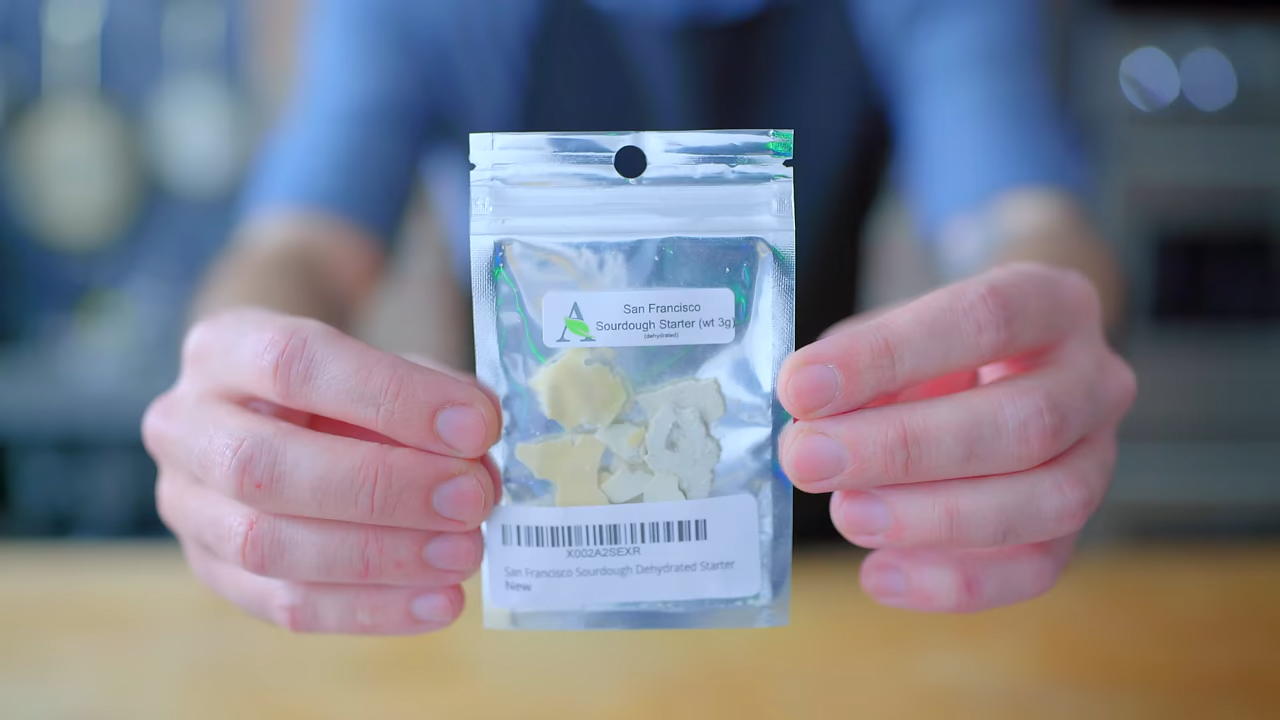 A
San Francisco
Sourdough Starter (wt 3g)
(dehydrated)
X002A2SEXR
San Francisco Sourdough Dehydrated Starter
New